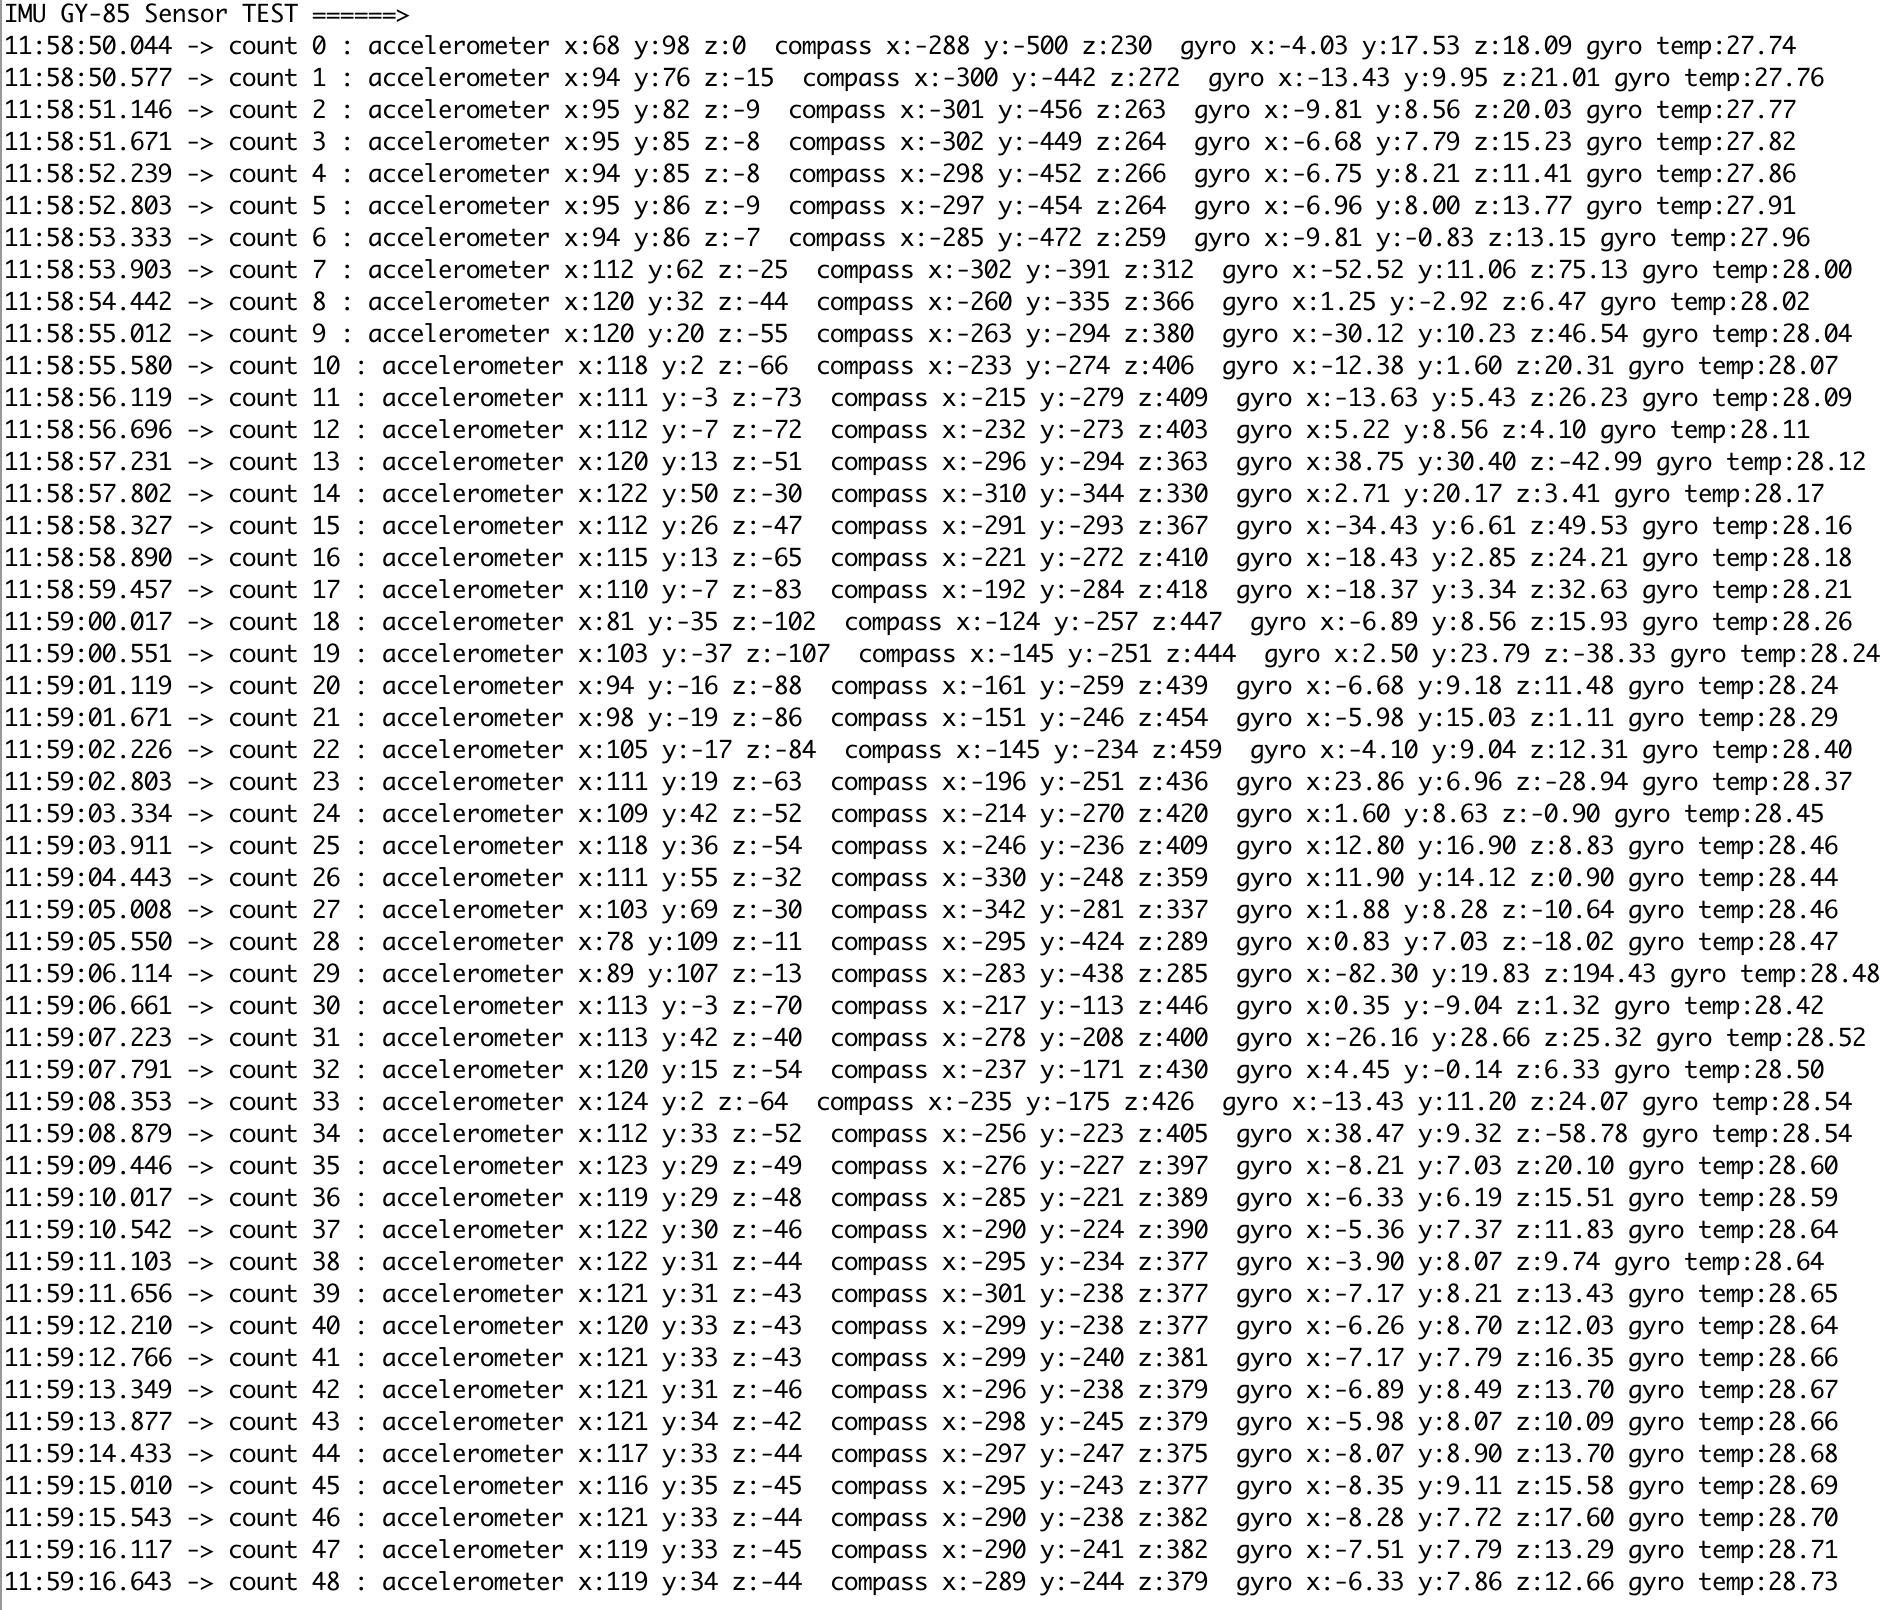 IMU GY-85 Sensor TEST ======>
11:58:50.044 -> count 0 : accelerometer x:68 y:98 z:0  compass x:-288 y:-500 z:230  gyro x:-4.03 y:17.53 z:18.09 gyro temp:27.74
11:58:50.577 -> count 1 : accelerometer x:94 y:76 z:-15  compass x:-300 y:-442 z:272  gyro x:-13.43 y:9.95 z:21.01 gyro temp:27.76
11:58:51.146 -> count 2 : accelerometer x:95 y:82 z:-9  compass x:-301 y:-456 z:263  gyro x:-9.81 y:8.56 z:20.03 gyro temp:27.77
11:58:51.671 -> count 3 : accelerometer x:95 y:85 z:-8  compass x:-302 y:-449 z:264  gyro x:-6.68 y:7.79 z:15.23 gyro temp:27.82
11:58:52.239 -> count 4 : accelerometer x:94 y:85 z:-8  compass x:-298 y:-452 z:266  gyro x:-6.75 y:8.21 z:11.41 gyro temp:27.86
11:58:52.803 -> count 5 : accelerometer x:95 y:86 z:-9  compass x:-297 y:-454 z:264  gyro x:-6.96 y:8.00 z:13.77 gyro temp:27.91
11:58:53.333 -> count 6 : accelerometer x:94 y:86 z:-7  compass x:-285 y:-472 z:259  gyro x:-9.81 y:-0.83 z:13.15 gyro temp:27.96
11:58:53.903 -> count 7 : accelerometer x:112 y:62 z:-25  compass x:-302 y:-391 z:312  gyro x:-52.52 y:11.06 z:75.13 gyro temp:28.00
11:58:54.442 -> count 8 : accelerometer x:120 y:32 z:-44  compass x:-260 y:-335 z:366  gyro x:1.25 y:-2.92 z:6.47 gyro temp:28.02
11:58:55.012 -> count 9 : accelerometer x:120 y:20 z:-55  compass x:-263 y:-294 z:380  gyro x:-30.12 y:10.23 z:46.54 gyro temp:28.04
11:58:55.580 -> count 10 : accelerometer x:118 y:2 z:-66  compass x:-233 y:-274 z:406  gyro x:-12.38 y:1.60 z:20.31 gyro temp:28.07
11:58:56.119 -> count 11 : accelerometer x:111 y:-3 z:-73  compass x:-215 y:-279 z:409  gyro x:-13.63 y:5.43 z:26.23 gyro temp:28.09
11:58:56.696 -> count 12 : accelerometer x:112 y:-7 z:-72  compass x:-232 y:-273 z:403  gyro x:5.22 y:8.56 z:4.10 gyro temp:28.11
11:58:57.231 -> count 13 : accelerometer x:120 y:13 z:-51  compass x:-296 y:-294 z:363  gyro x:38.75 y:30.40 z:-42.99 gyro temp:28.12
11:58:57.802 -> count 14 : accelerometer x:122 y:50 z:-30  compass x:-310 y:-344 z:330  gyro x:2.71 y:20.17 z:3.41 gyro temp:28.17
11:58:58.327 -> count 15 : accelerometer x:112 y:26 z:-47  compass x:-291 y:-293 z:367  gyro x:-34.43 y:6.61 z:49.53 gyro temp:28.16
11:58:58.890 -> count 16 : accelerometer x:115 y:13 z:-65  compass x:-221 y:-272 z:410  gyro x:-18.43 y:2.85 z:24.21 gyro temp:28.18
11:58:59.457 -> count 17 : accelerometer x:110 y:-7 z:-83  compass x:-192 y:-284 z:418  gyro x:-18.37 y:3.34 z:32.63 gyro temp:28.21
11:59:00.017 -> count 18 : accelerometer x:81 y:-35 z:-102  compass x:-124 y:-257 z:447  gyro x:-6.89 y:8.56 z:15.93 gyro temp:28.26
11:59:00.551 -> count 19 : accelerometer x:103 y:-37 z:-107  compass x:-145 y:-251 z:444  gyro x:2.50 y:23.79 z:-38.33 gyro temp:28.24
11:59:01.119 -> count 20 : accelerometer x:94 y:-16 z:-88  compass x:-161 y:-259 z:439  gyro x:-6.68 y:9.18 z:11.48 gyro temp:28.24
11:59:01.671 -> count 21 : accelerometer x:98 y:-19 z:-86  compass x:-151 y:-246 z:454  gyro x:-5.98 y:15.03 z:1.11 gyro temp:28.29
11:59:02.226 -> count 22 : accelerometer x:105 y:-17 z:-84  compass x:-145 y:-234 z:459  gyro x:-4.10 y:9.04 z:12.31 gyro temp:28.40
11:59:02.803 -> count 23 : accelerometer x:111 y:19 z:-63  compass x:-196 y:-251 z:436  gyro x:23.86 y:6.96 z:-28.94 gyro temp:28.37
11:59:03.334 -> count 24 : accelerometer x:109 y:42 z:-52  compass x:-214 y:-270 z:420  gyro x:1.60 y:8.63 z:-0.90 gyro temp:28.45
11:59:03.911 -> count 25 : accelerometer x:118 y:36 z:-54  compass x:-246 y:-236 z:409  gyro x:12.80 y:16.90 z:8.83 gyro temp:28.46
11:59:04.443 -> count 26 : accelerometer x:111 y:55 z:-32  compass x:-330 y:-248 z:359  gyro x:11.90 y:14.12 z:0.90 gyro temp:28.44
11:59:05.008 -> count 27 : accelerometer x:103 y:69 z:-30  compass x:-342 y:-281 z:337  gyro x:1.88 y:8.28 z:-10.64 gyro temp:28.46
11:59:05.550 -> count 28 : accelerometer x:78 y:109 z:-11  compass x:-295 y:-424 z:289  gyro x:0.83 y:7.03 z:-18.02 gyro temp:28.47
11:59:06.114 -> count 29 : accelerometer x:89 y:107 z:-13  compass x:-283 y:-438 z:285  gyro x:-82.30 y:19.83 z:194.43 gyro temp:28.48
11:59:06.661 -> count 30 : accelerometer x:113 y:-3 z:-70  compass x:-217 y:-113 z:446  gyro x:0.35 y:-9.04 z:1.32 gyro temp:28.42
11:59:07.223 -> count 31 : accelerometer x:113 y:42 z:-40  compass x:-278 y:-208 z:400  gyro x:-26.16 y:28.66 z:25.32 gyro temp:28.52
11:59:07.791 -> count 32 : accelerometer x:120 y:15 z:-54  compass x:-237 y:-171 z:430  gyro x:4.45 y:-0.14 z:6.33 gyro temp:28.50
11:59:08.353 -> count 33 : accelerometer x:124 y:2 z:-64  compass x:-235 y:-175 z:426  gyro x:-13.43 y:11.20 z:24.07 gyro temp:28.54
11:59:08.879 -> count 34 : accelerometer x:112 y:33 z:-52  compass x:-256 y:-223 z:405  gyro x:38.47 y:9.32 z:-58.78 gyro temp:28.54
11:59:09.446 -> count 35 : accelerometer x:123 y:29 z:-49  compass x:-276 y:-227 z:397  gyro x:-8.21 y:7.03 z:20.10 gyro temp:28.60
11:59:10.017 -> count 36 : accelerometer x:119 y:29 z:-48  compass x:-285 y:-221 z:389  gyro x:-6.33 y:6.19 z:15.51 gyro temp:28.59
11:59:10.542 -> count 37 : accelerometer x:122 y:30 z:-46  compass x:-290 y:-224 z:390  gyro x:-5.36 y:7.37 z:11.83 gyro temp:28.64
11:59:11.103 -> count 38 : accelerometer x:122 y:31 z:-44  compass x:-295 y:-234 z:377  gyro x:-3.90 y:8.07 z:9.74 gyro temp:28.64
11:59:11.656 -> count 39 : accelerometer x:121 y:31 z:-43  compass x:-301 y:-238 z:377  gyro x:-7.17 y:8.21 z:13.43 gyro temp:28.65
11:59:12.210 -> count 40 : accelerometer x:120 y:33 z:-43  compass x:-299 y:-238 z:377  gyro x:-6.26 y:8.70 z:12.03 gyro temp:28.64
11:59:12.766 -> count 41 : accelerometer x:121 y:33 z:-43  compass x:-299 y:-240 z:381  gyro x:-7.17 y:7.79 z:16.35 gyro temp:28.66
11:59:13.349 -> count 42 : accelerometer x:121 y:31 z:-46  compass x:-296 y:-238 z:379  gyro x:-6.89 y:8.49 z:13.70 gyro temp:28.67
11:59:13.877 -> count 43 : accelerometer x:121 y:34 z:-42  compass x:-298 y:-245 z:379  gyro x:-5.98 y:8.07 z:10.09 gyro temp:28.66
11:59:14.433 -> count 44 : accelerometer x:117 y:33 z:-44  compass x:-297 y:-247 z:375  gyro x:-8.07 y:8.90 z:13.70 gyro temp:28.68
11:59:15.010 -> count 45 : accelerometer x:116 y:35 z:-45  compass x:-295 y:-243 z:377  gyro x:-8.35 y:9.11 z:15.58 gyro temp:28.69
11:59:15.543 -> count 46 : accelerometer x:121 y:33 z:-44  compass x:-290 y:-238 z:382  gyro x:-8.28 y:7.72 z:17.60 gyro temp:28.70
11:59:16.117 -> count 47 : accelerometer x:119 y:33 z:-45  compass x:-290 y:-241 z:382  gyro x:-7.51 y:7.79 z:13.29 gyro temp:28.71
11:59:16.643 -> count 48 : accelerometer x:119 y:34 z:-44  compass x:-289 y:-244 z:379  gyro x:-6.33 y:7.86 z:12.66 gyro temp:28.73